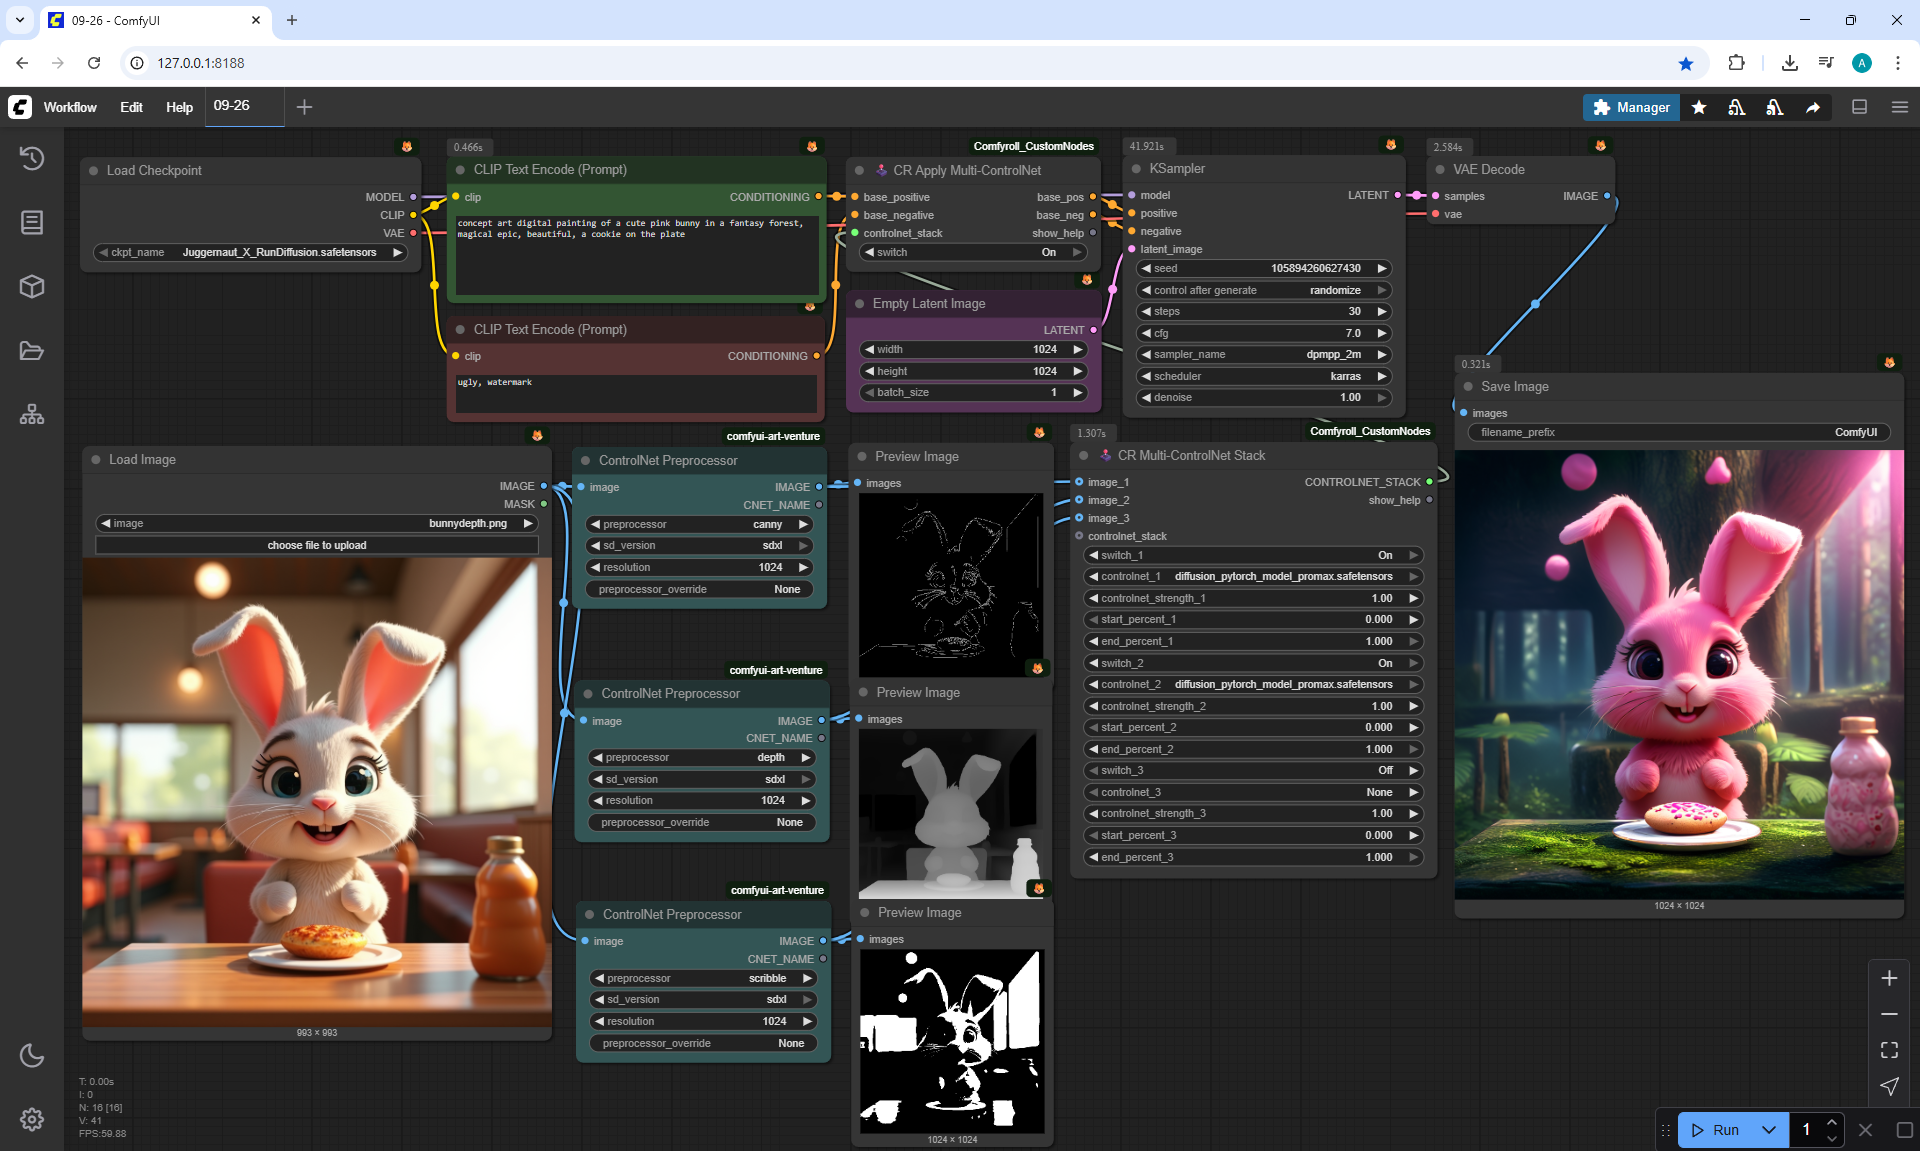 09-26 - ComfyUI
127.0.0.1:8188
Workflow
Edit
Help
09-26
Manager
Load Checkpoint
MODEL
CLIP
VAE
ckpt_name
Juggernaut_X_RunDiffusion.safetensors
0.466s
CLIP Text Encode (Prompt)
clip
CONDITIONING
concept art digital painting of a cute pink bunny in a fantasy forest,
magical epic, beautiful, a cookie on the plate
CLIP Text Encode (Prompt)
clip
CONDITIONING
ugly, watermark
Comfyroll_CustomNodes
CR Apply Multi-ControlNet
base_positive
base_pos
base_negative
base_neg
controlnet_stack
show_help
switch
On
Empty Latent Image
LATENT
width
1024
height
1024
batch_size
1
41.921s
KSampler
model
LATENT
positive
negative
latent_image
seed
105894260627430
control after generate
randomize
steps
30
cfg
7.0
sampler_name
dpmpp_2m
scheduler
karras
denoise
1.00
2.584s
VAE Decode
samples
IMAGE
vae
0.321s
Save Image
images
filename_prefix
ComfyUI
1024 × 1024
Load Image
IMAGE
MASK
image
bunnydepth.png
choose file to upload
993 × 993
comfyui-art-venture
ControlNet Preprocessor
image
IMAGE
CNET_NAME
preprocessor
canny
sd_version
sdxl
resolution
1024
preprocessor_override
None
comfyui-art-venture
ControlNet Preprocessor
image
IMAGE
CNET_NAME
preprocessor
depth
sd_version
sdxl
resolution
1024
preprocessor_override
None
comfyui-art-venture
ControlNet Preprocessor
image
IMAGE
CNET_NAME
preprocessor
scribble
sd_version
sdxl
resolution
1024
preprocessor_override
None
Preview Image
images
Preview Image
images
Preview Image
images
1024 × 1024
1.307s
Comfyroll_CustomNodes
CR Multi-ControlNet Stack
image_1
CONTROLNET_STACK
image_2
show_help
image_3
controlnet_stack
switch_1
On
controlnet_1
diffusion_pytorch_model_promax.safetensors
controlnet_strength_1
1.00
start_percent_1
0.000
end_percent_1
1.000
switch_2
On
controlnet_2
diffusion_pytorch_model_promax.safetensors
controlnet_strength_2
1.00
start_percent_2
0.000
end_percent_2
1.000
switch_3
Off
controlnet_3
None
controlnet_strength_3
1.00
start_percent_3
0.000
end_percent_3
1.000
T: 0.00s
I: 0
N: 16 [16]
V: 41
FPS:59.88
Run
1
A